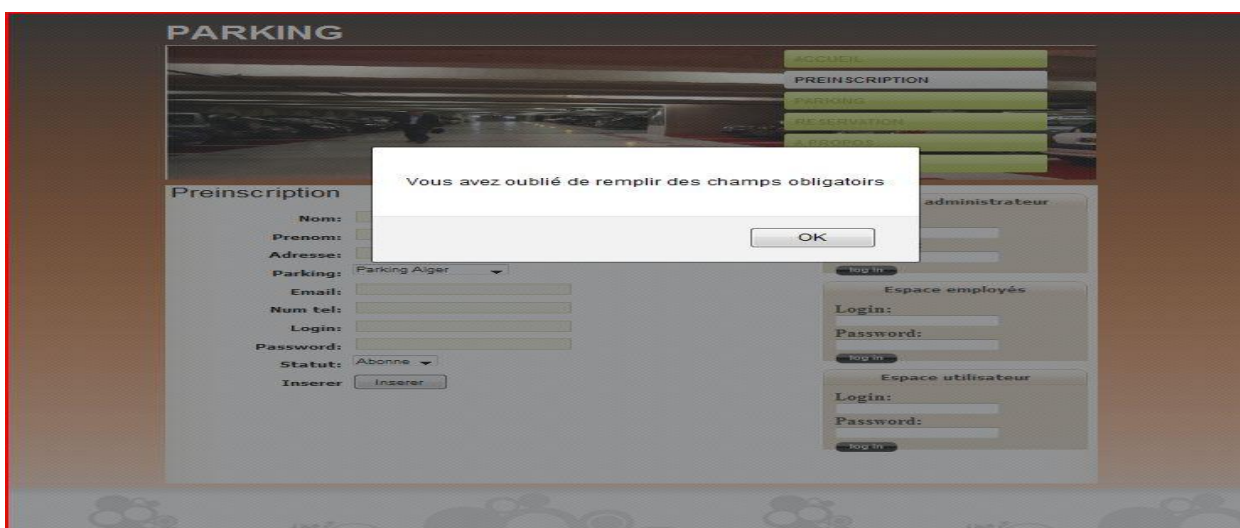 PARKING
ACCUEIL
PREINSCRIPTION
PARKING
RESERVATION
A PROPOS
Vous avez oublié de remplir des champs obligatoirs
OK
Preinscription
Nom:
Prenom:
Adresse:
Parking: Parking Alger
Email:
Num tel:
Login:
Password:
Statut: Abonne
Inserer Inserer
administrateur
log in
Espace employés
Login:
Password:
log in
Espace utilisateur
Login:
Password:
log in